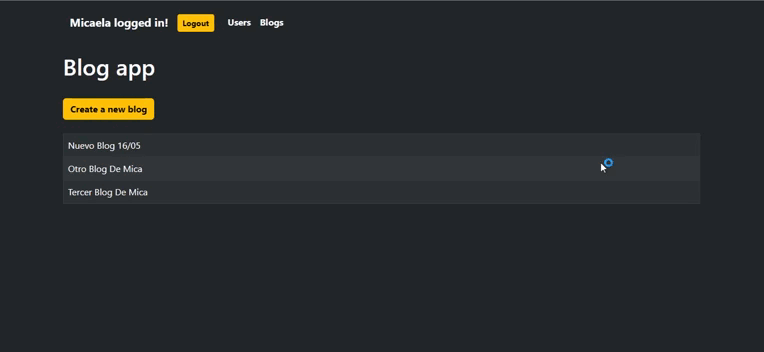 Micaela logged in! Logout Users Blogs
Blog app
Create a new blog
Nuevo Blog 16/05
Otro Blog De Mica
Tercer Blog De Mica